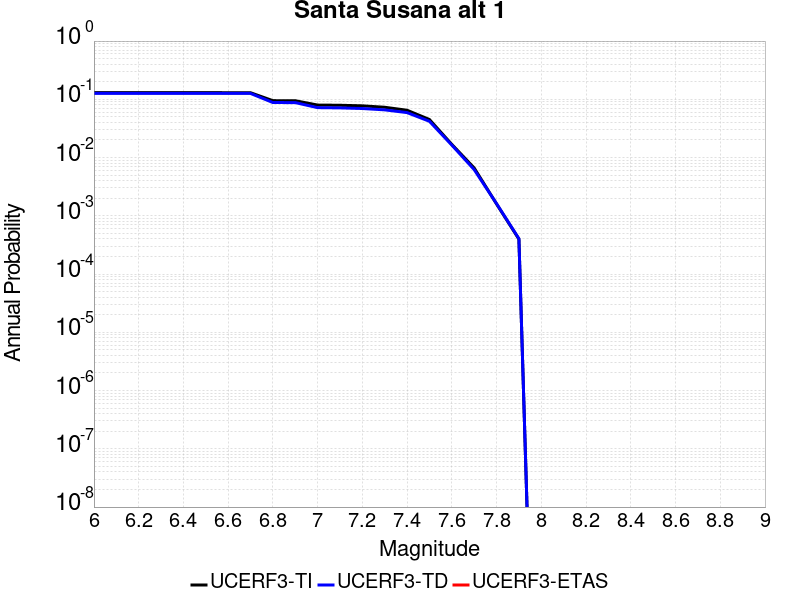 Santa Susana alt 1
Annual Probability
10^0
10^-1
10^-2
10^-3
10^-4
10^-5
10^-6
10^-7
10^-8
6 6.2 6.4 6.6 6.8 7 7.2 7.4 7.6 7.8 8 8.2 8.4 8.6 8.8 9
Magnitude
UCERF3-TI UCERF3-TD UCERF3-ETAS